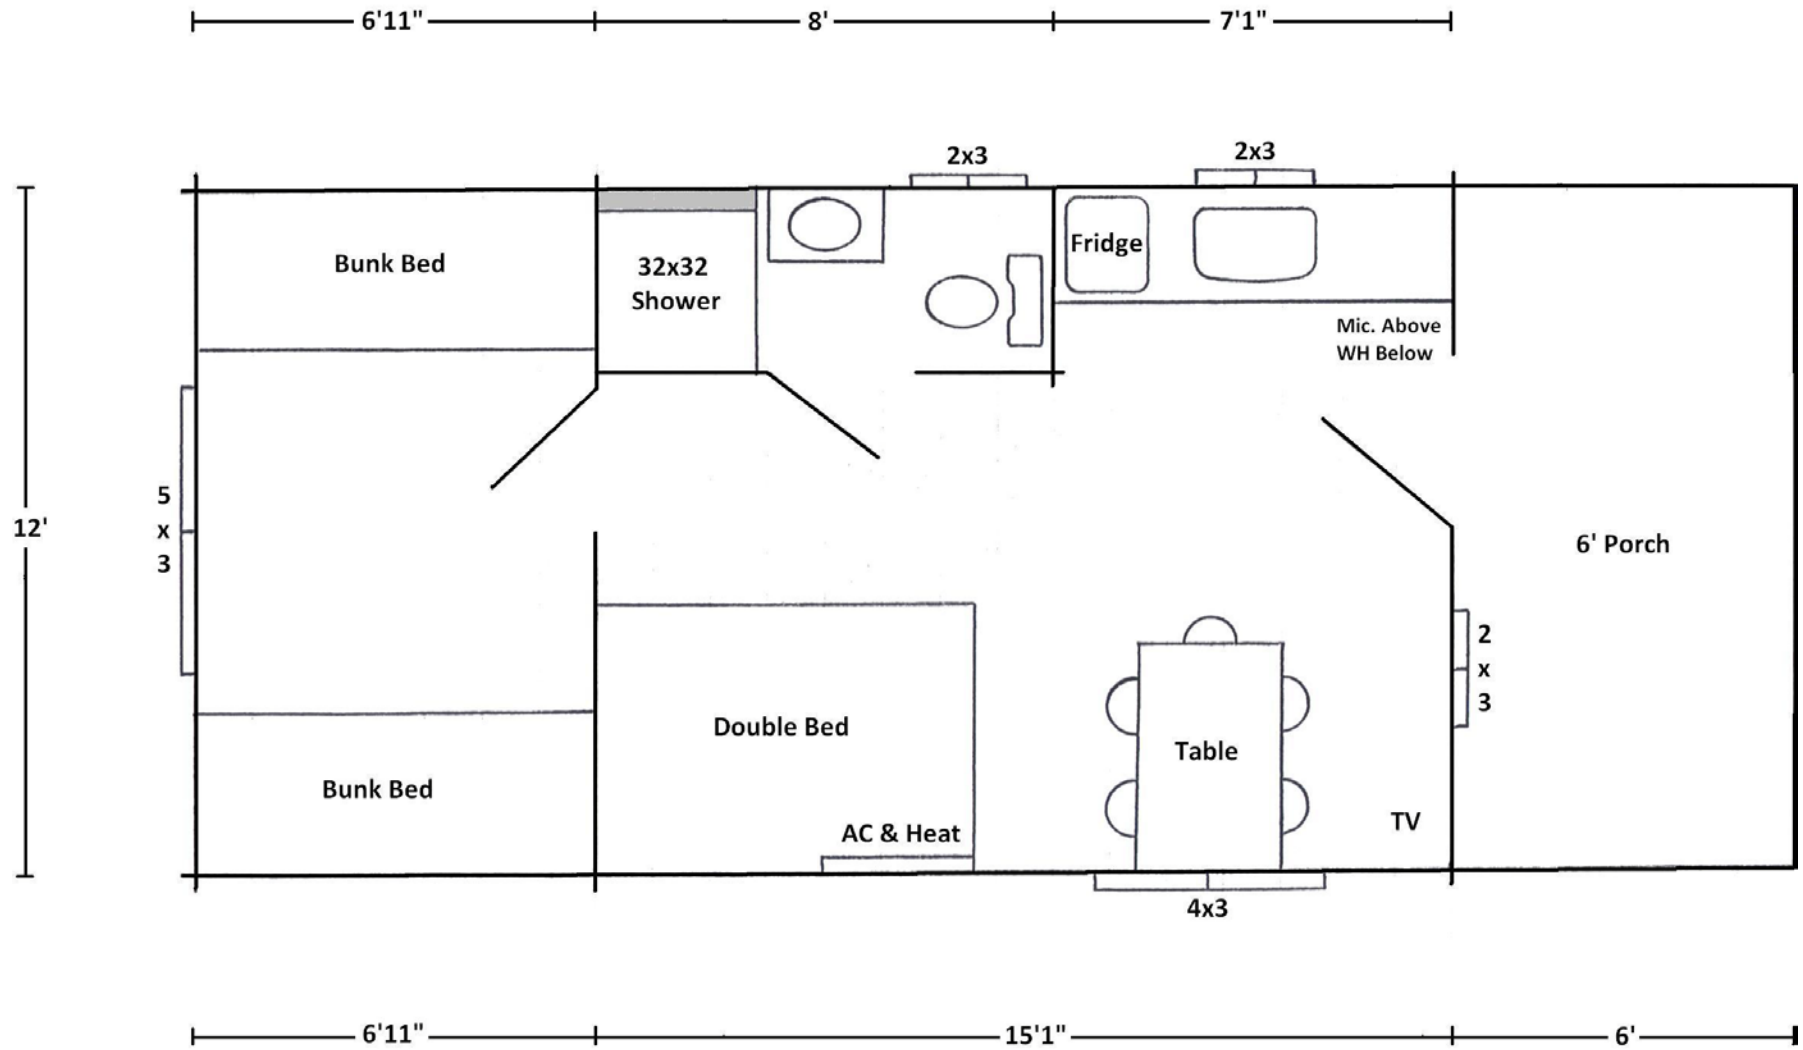 6'11"
8'
7'1"
2x3
2x3
Bunk Bed
32x32
Shower
Fridge
Mic. Above
WH Below
5
x
3
12'
6' Porch
2
x
3
Double Bed
Table
Bunk Bed
AC & Heat
TV
4x3
6'11"
15'1"
6'